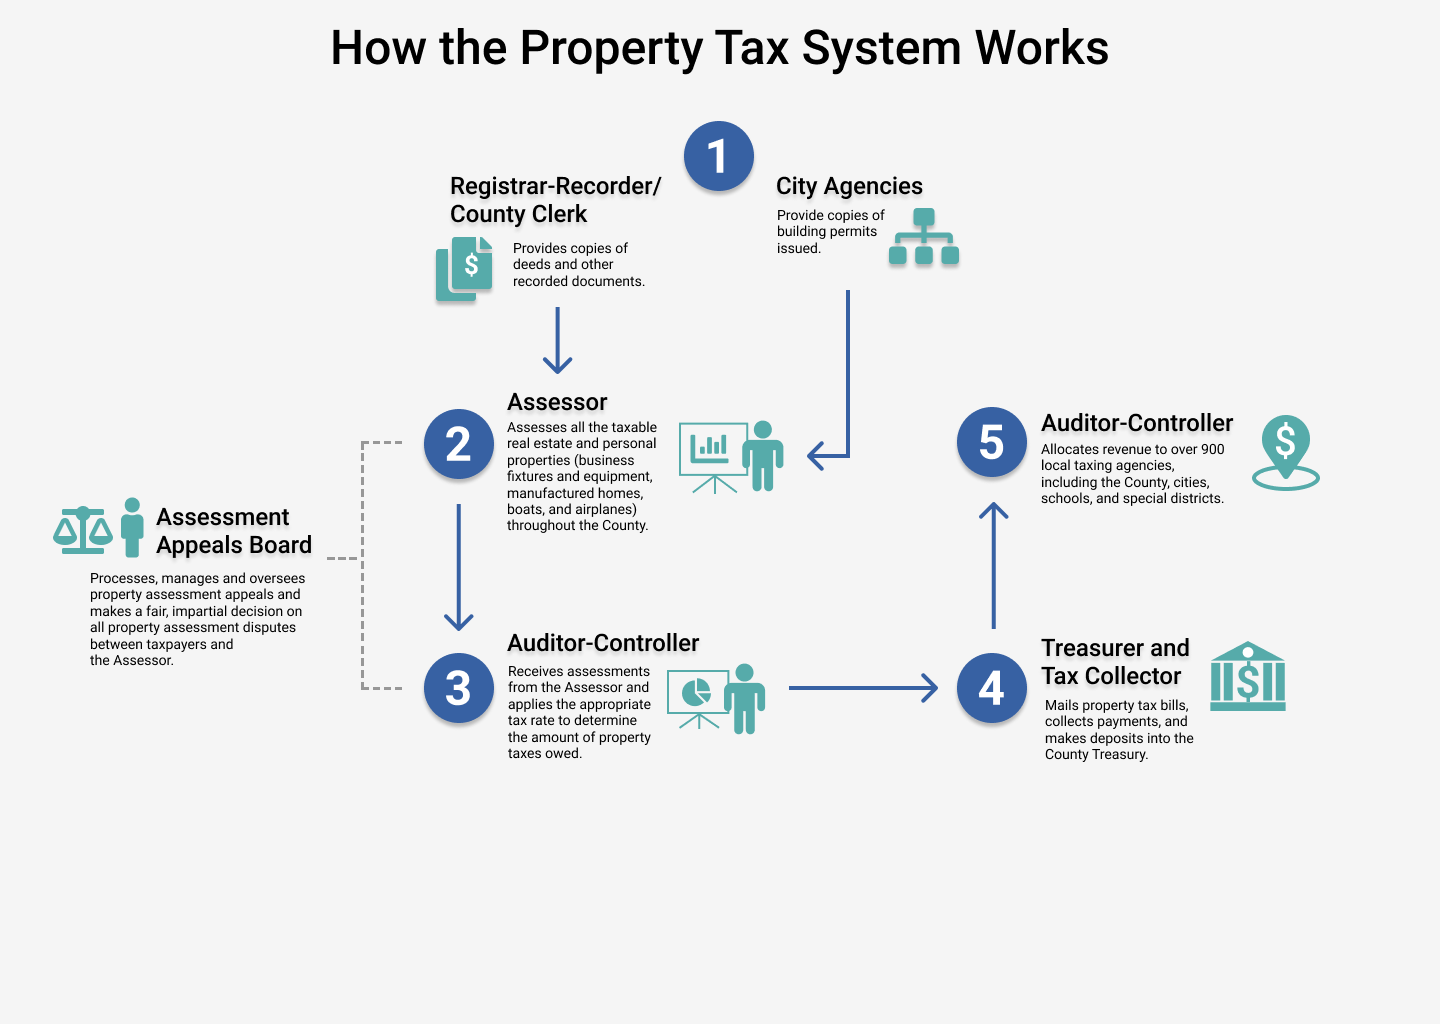 How the Property Tax System Works
1
Registrar-Recorder/
County Clerk
$
Provides copies of
deeds and other
recorded documents.
City Agencies
Provide copies of
building permits
issued.
2
Assessor
Assesses all the taxable
real estate and personal
properties (business
fixtures and equipment,
manufactured homes,
boats, and airplanes)
throughout the County.
Assessment
Appeals Board
Processes, manages and oversees
property assessment appeals and
makes a fair, impartial decision on
all property assessment disputes
between taxpayers and
the Assessor.
3
Auditor-Controller
Receives assessments
from the Assessor and
applies the appropriate
tax rate to determine
the amount of property
taxes owed.
4
Treasurer and
Tax Collector
Mails property tax bills,
collects payments, and
makes deposits into the
County Treasury.
$
5
Auditor-Controller
Allocates revenue to over 900
local taxing agencies,
including the County, cities,
schools, and special districts.
$